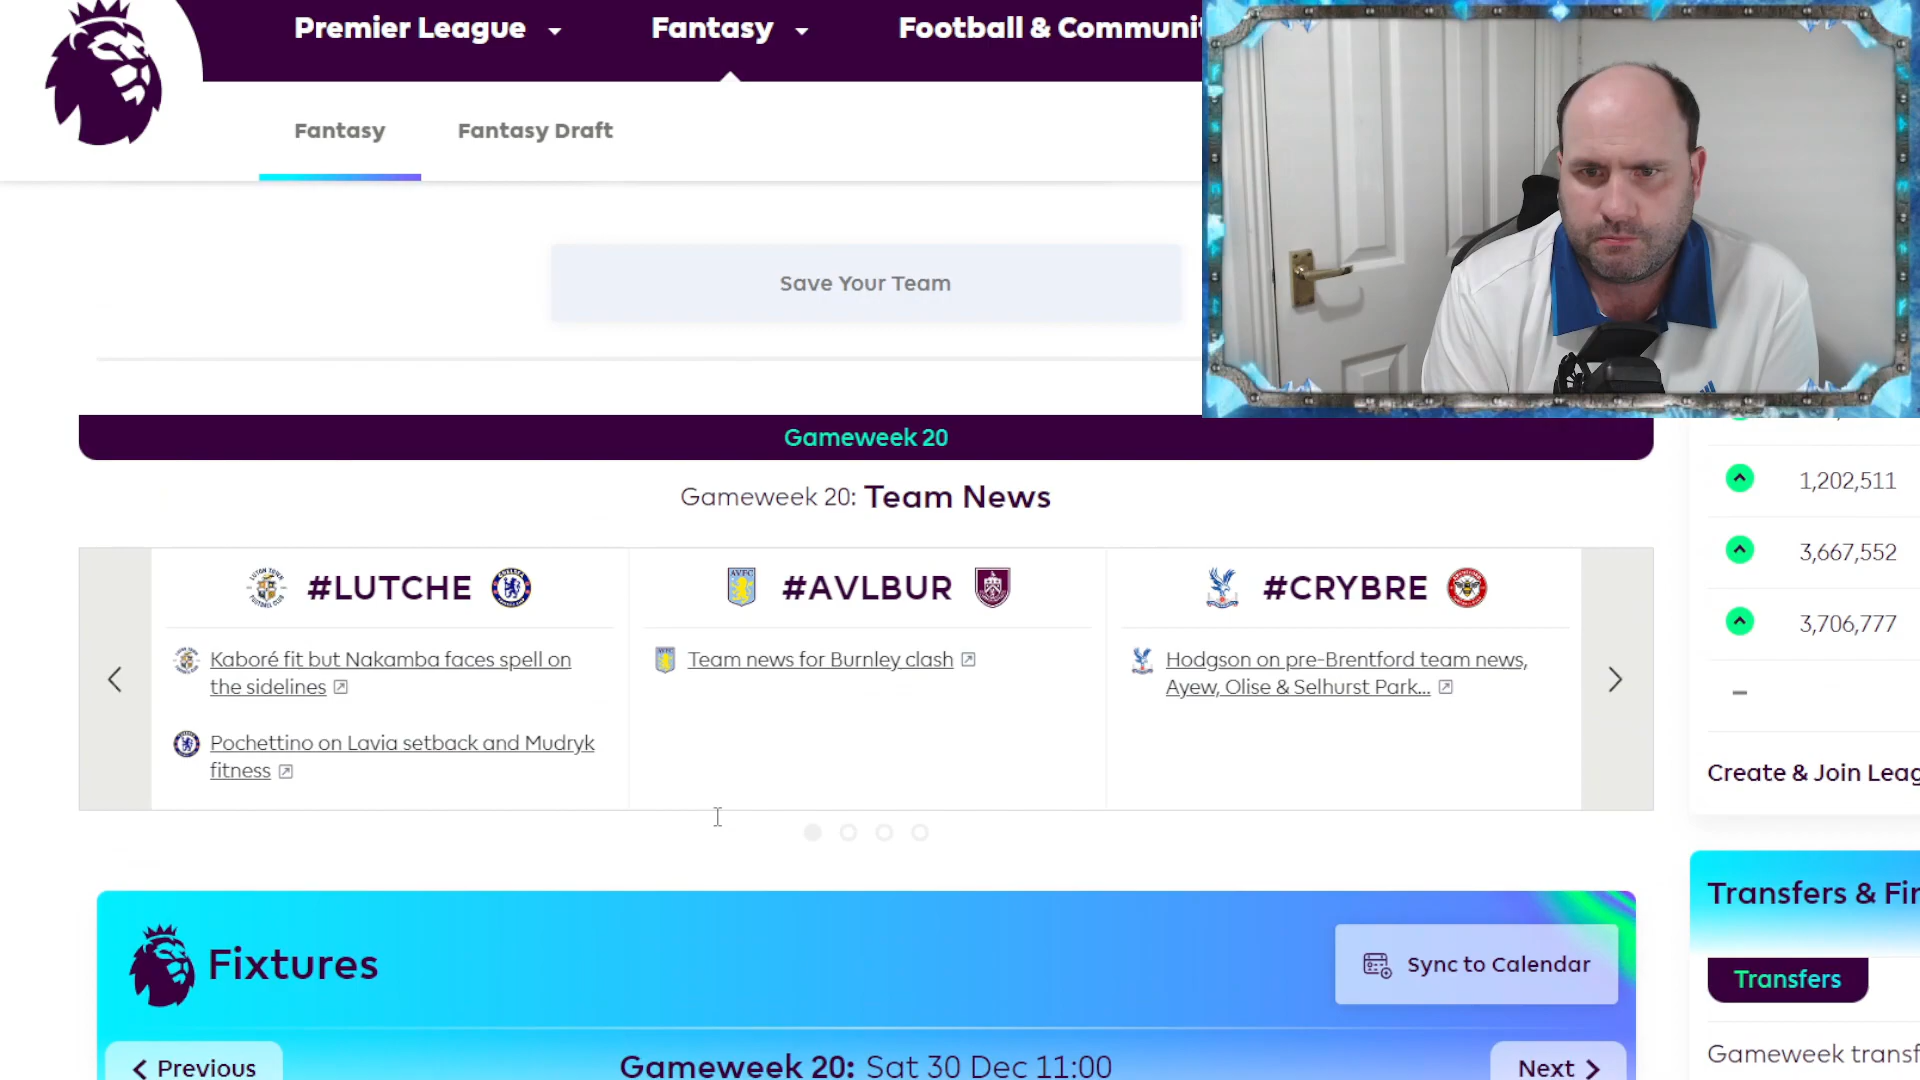 Premier League
Fantasy
Football & Communit
Fantasy
Fantasy Draft
Save Your Team
Gameweek 20
Gameweek 20: Team News
#LUTCHE
Kaboré fit but Nakamba faces spell on
the sidelines
Pochettino on Lavia setback and Mudryk
fitness
#AVLBUR
Team news for Burnley clash
#CRYBRE
Hodgson on pre-Brentford team news,
Ayew, Olise & Selhurst Park...
1,202,511
3,667,552
3,706,777
Create & Join Leag
Fixtures
Sync to Calendar
Previous
Gameweek 20: Sat 30 Dec 11:00
Next
Transfers & Fin
Transfers
Gameweek transf